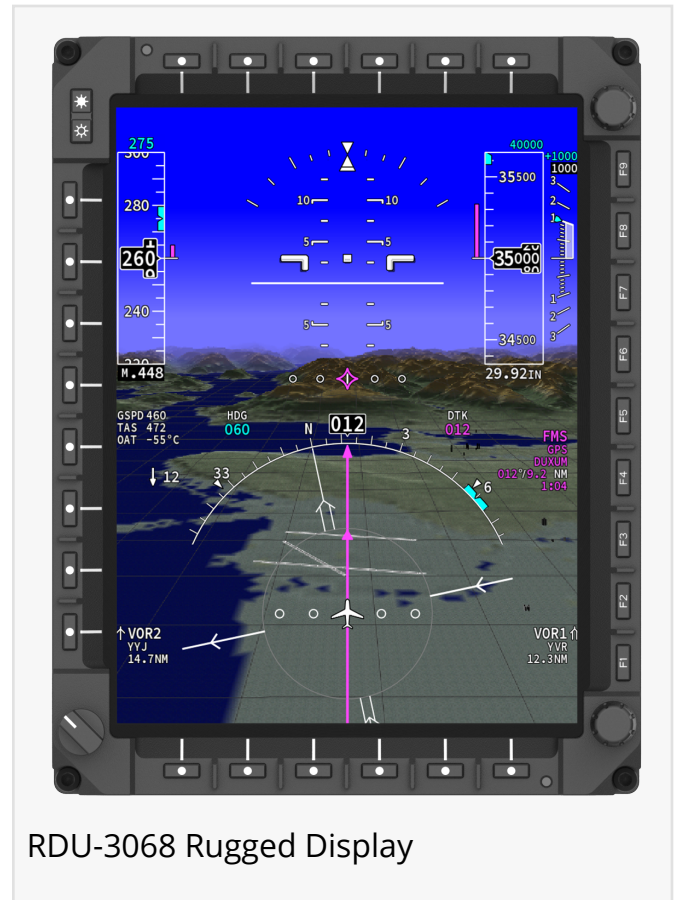 275
40000
+1000
1000
300
280
260
240
220
M.448
10 10
5 5
5 5
35500
35000
34500
29.92IN
3
2
1
1
2
3
GSPD 460
TAS 472
OAT -55°C
HDG
060
012
DTK
012
FMS
GPS
DUXUM
012°/9.2 NM
1:04
12
33
N
3
6
VOR2
YYJ
14.7NM
VOR1
YVR
12.3NM
F9
F8
F7
F6
F5
F4
F3
F2
F1
RDU-3068 Rugged Display